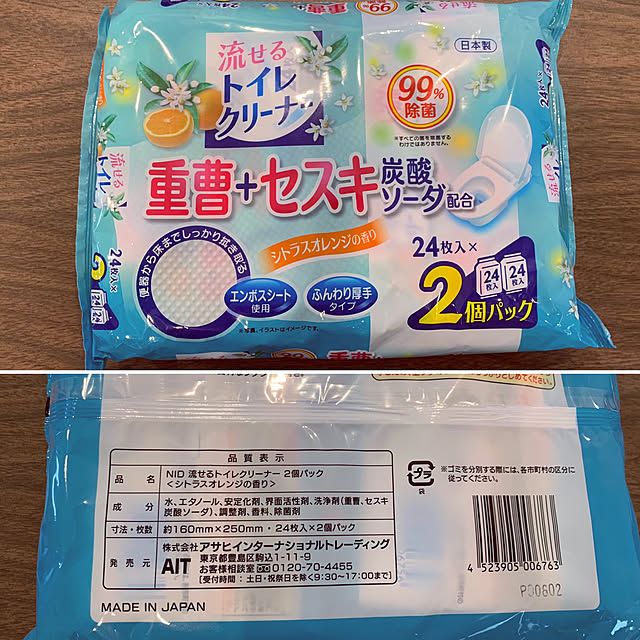 流せる
トイレ
クリーナー
日本製
99%
除菌
※すべての菌を除菌する
わけではありません。
重曹+セスキ炭酸ソーダ配合
シトラスオレンジの香り
便器から床までしっかり拭き取る
エンボスシート
使用
ふんわり厚手
タイプ
※写真、イラストはイメージです。
24枚入×
2個パック
24枚入
24枚入
流せる
トイレ
24枚入×
24枚入×
品質表示
品名 NID 流せるトイレクリーナー 2個パック
<シトラスオレンジの香り>
成分 水、エタノール、安定化剤、界面活性剤、洗浄剤(重曹、セスキ
炭酸ソーダ)、調整剤、香料、除菌剤
寸法・枚数 約160mm×250mm・24枚入×2個パック
発売元 株式会社アサヒインターナショナルトレーディング
AIT 東京都豊島区駒込1-11-9
お客様相談室 0120-70-4455
[受付時間:土日・祝祭日を除く9:30~17:00まで]
MADE IN JAPAN
プラ
袋
※ゴミを分別する際には、各市町村の区分に
従ってください。
4 523905 006763
P00602